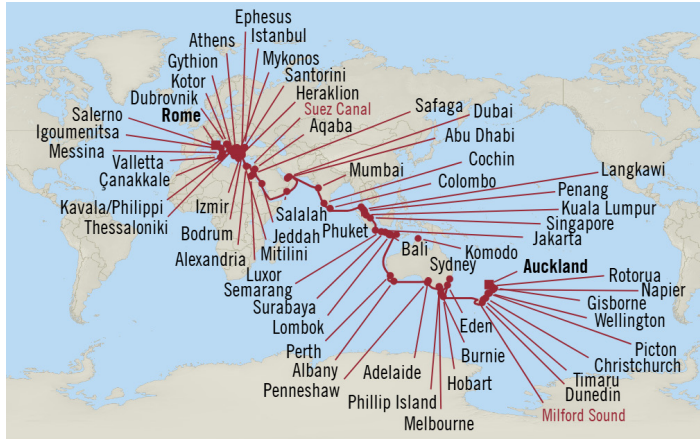 Ephesus
Istanbul
Athens
Mykonos
Gythion
Santorini
Kotor
Heraklion
Dubrovnik
Suez Canal
Safaga
Dubai
Salerno
Rome
Aqaba
Abu Dhabi
Igoumenitsa
Cochin
Messina
Mumbai
Langkawi
Valletta
Colombo
Penang
Çanakkale
Kuala Lumpur
Kavala/Philippi
Izmir
Salalah
Phuket
Singapore
Thessaloniki
Jeddah
Jakarta
Bodrum
Mitilini
Bali
Komodo
Alexandria
Luxor
Sydney
Auckland
Semarang
Rotorua
Surabaya
Napier
Gisborne
Lombok
Eden
Wellington
Perth
Burnie
Picton
Albany
Adelaide
Christchurch
Penneshaw
Hobart
Timaru
Phillip Island
Dunedin
Melbourne
Milford Sound